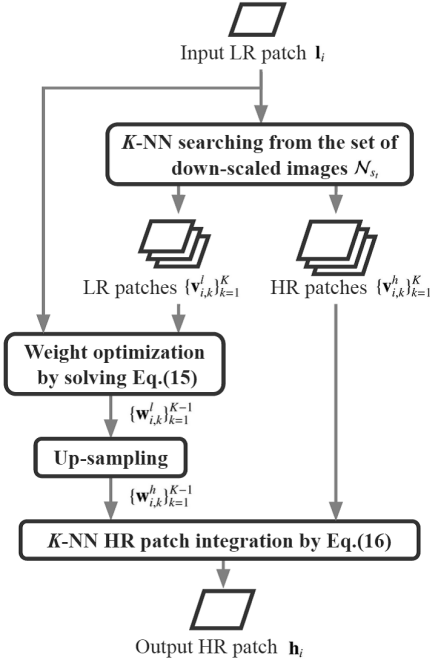 Input LR patch l_i
K-NN searching from the set of
down-scaled images 𝒩_{s_t}
LR patches {v^l_{i,k}}^K_{k=1}
HR patches {v^h_{i,k}}^K_{k=1}
Weight optimization
by solving Eq.(15)
{w^l_{i,k}}^{K-1}_{k=1}
Up-sampling
{w^h_{i,k}}^{K-1}_{k=1}
K-NN HR patch integration by Eq.(16)
Output HR patch h_i